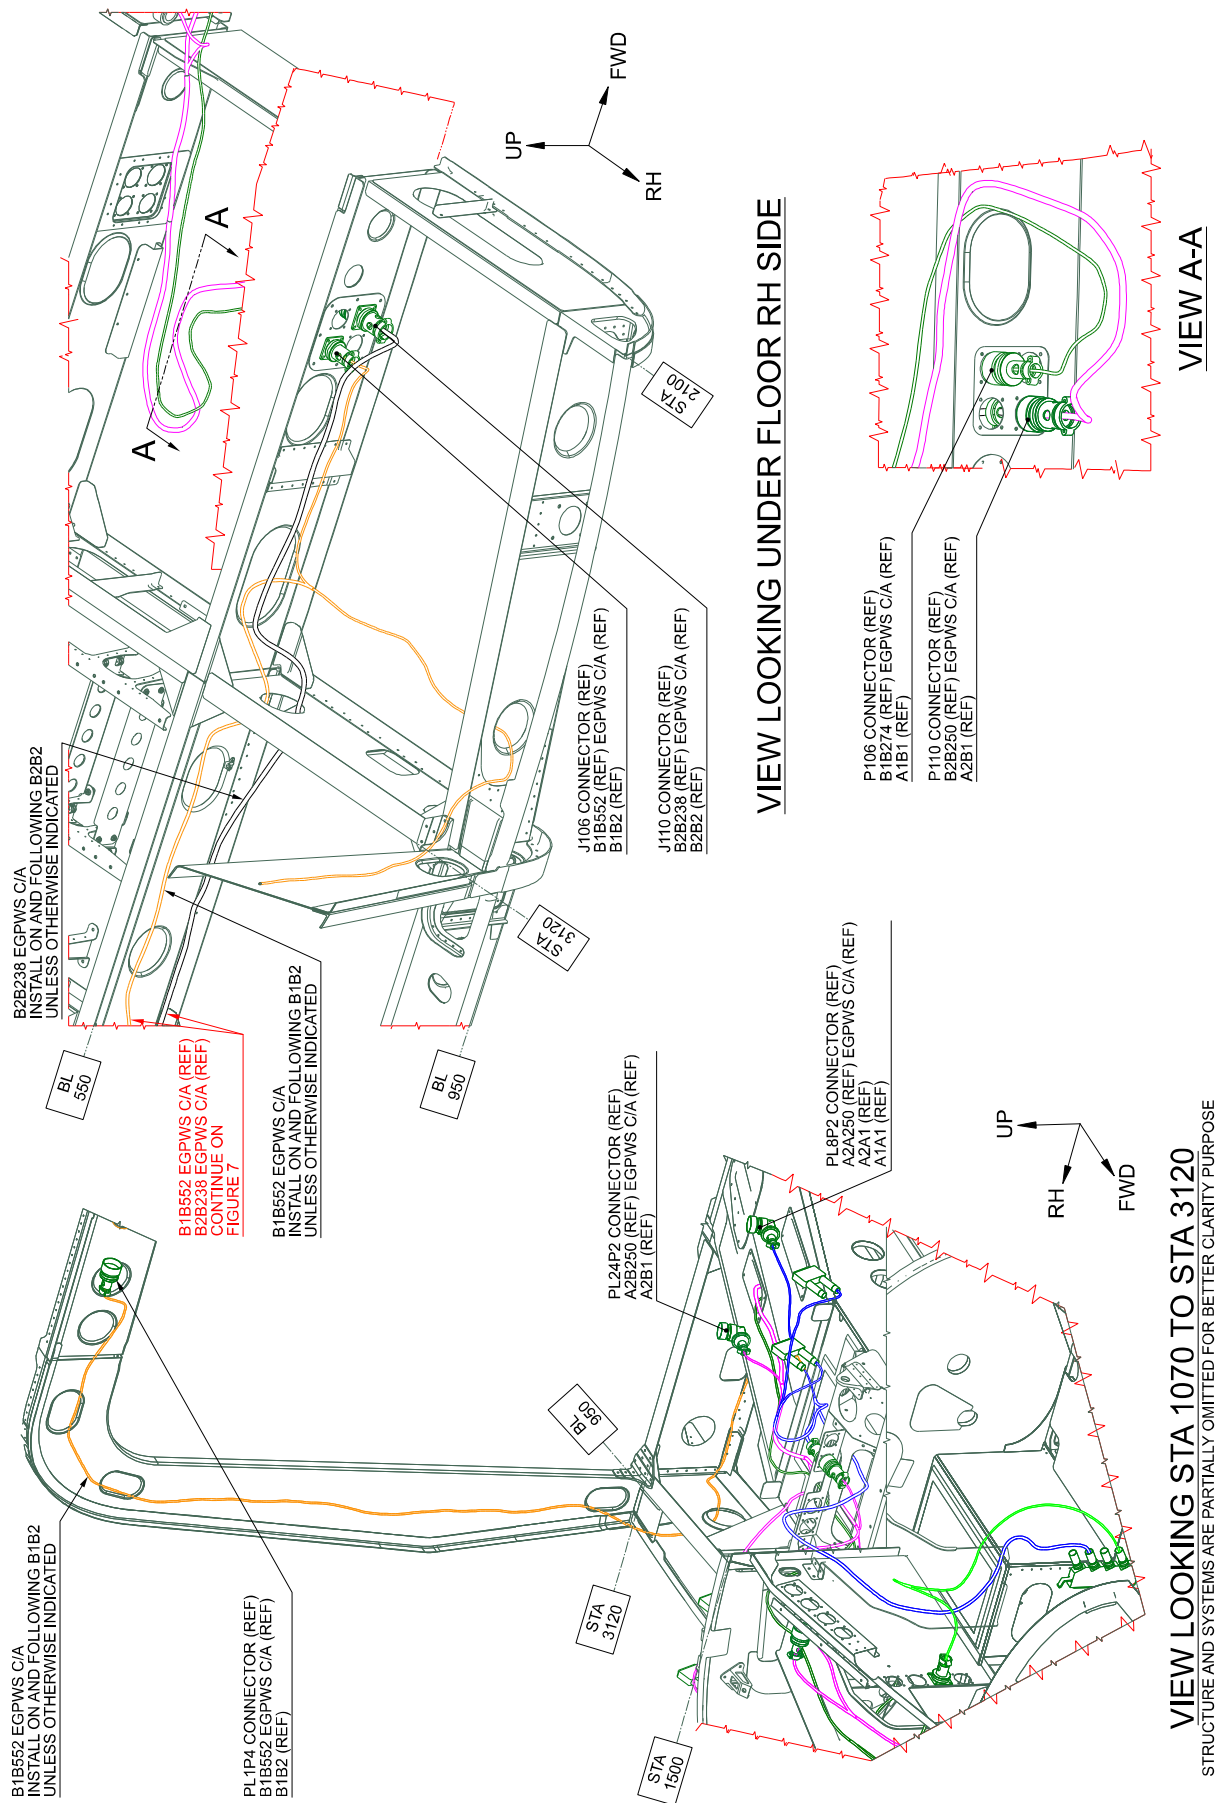 B1B552 EGPWS C/A
INSTALL ON AND FOLLOWING B1B2
UNLESS OTHERWISE INDICATED
PL1P4 CONNECTOR (REF)
B1B552 EGPWS C/A (REF)
B1B2 (REF)
STA
1500
STA
3120
BL
950
PL24P2 CONNECTOR (REF)
A2B250 (REF) EGPWS C/A (REF)
A2B1 (REF)
PL8P2 CONNECTOR (REF)
A2A250 (REF) EGPWS C/A (REF)
A2A1 (REF)
A1A1 (REF)
UP
RH
FWD
VIEW LOOKING STA 1070 TO STA 3120
STRUCTURE AND SYSTEMS ARE PARTIALLY OMITTED FOR BETTER CLARITY PURPOSE
B2B238 EGPWS C/A
INSTALL ON AND FOLLOWING B2B2
UNLESS OTHERWISE INDICATED
BL
550
B1B552 EGPWS C/A (REF)
B2B238 EGPWS C/A (REF)
CONTINUE ON
FIGURE 7
B1B552 EGPWS C/A
INSTALL ON AND FOLLOWING B1B2
UNLESS OTHERWISE INDICATED
BL
950
STA
3120
STA
2100
A
A
J106 CONNECTOR (REF)
B1B552 (REF) EGPWS C/A (REF)
B1B2 (REF)
J110 CONNECTOR (REF)
B2B238 (REF) EGPWS C/A (REF)
B2B2 (REF)
UP
FWD
RH
VIEW LOOKING UNDER FLOOR RH SIDE
P106 CONNECTOR (REF)
B1B274 (REF) EGPWS C/A (REF)
A1B1 (REF)
P110 CONNECTOR (REF)
B2B250 (REF) EGPWS C/A (REF)
A2B1 (REF)
VIEW A-A